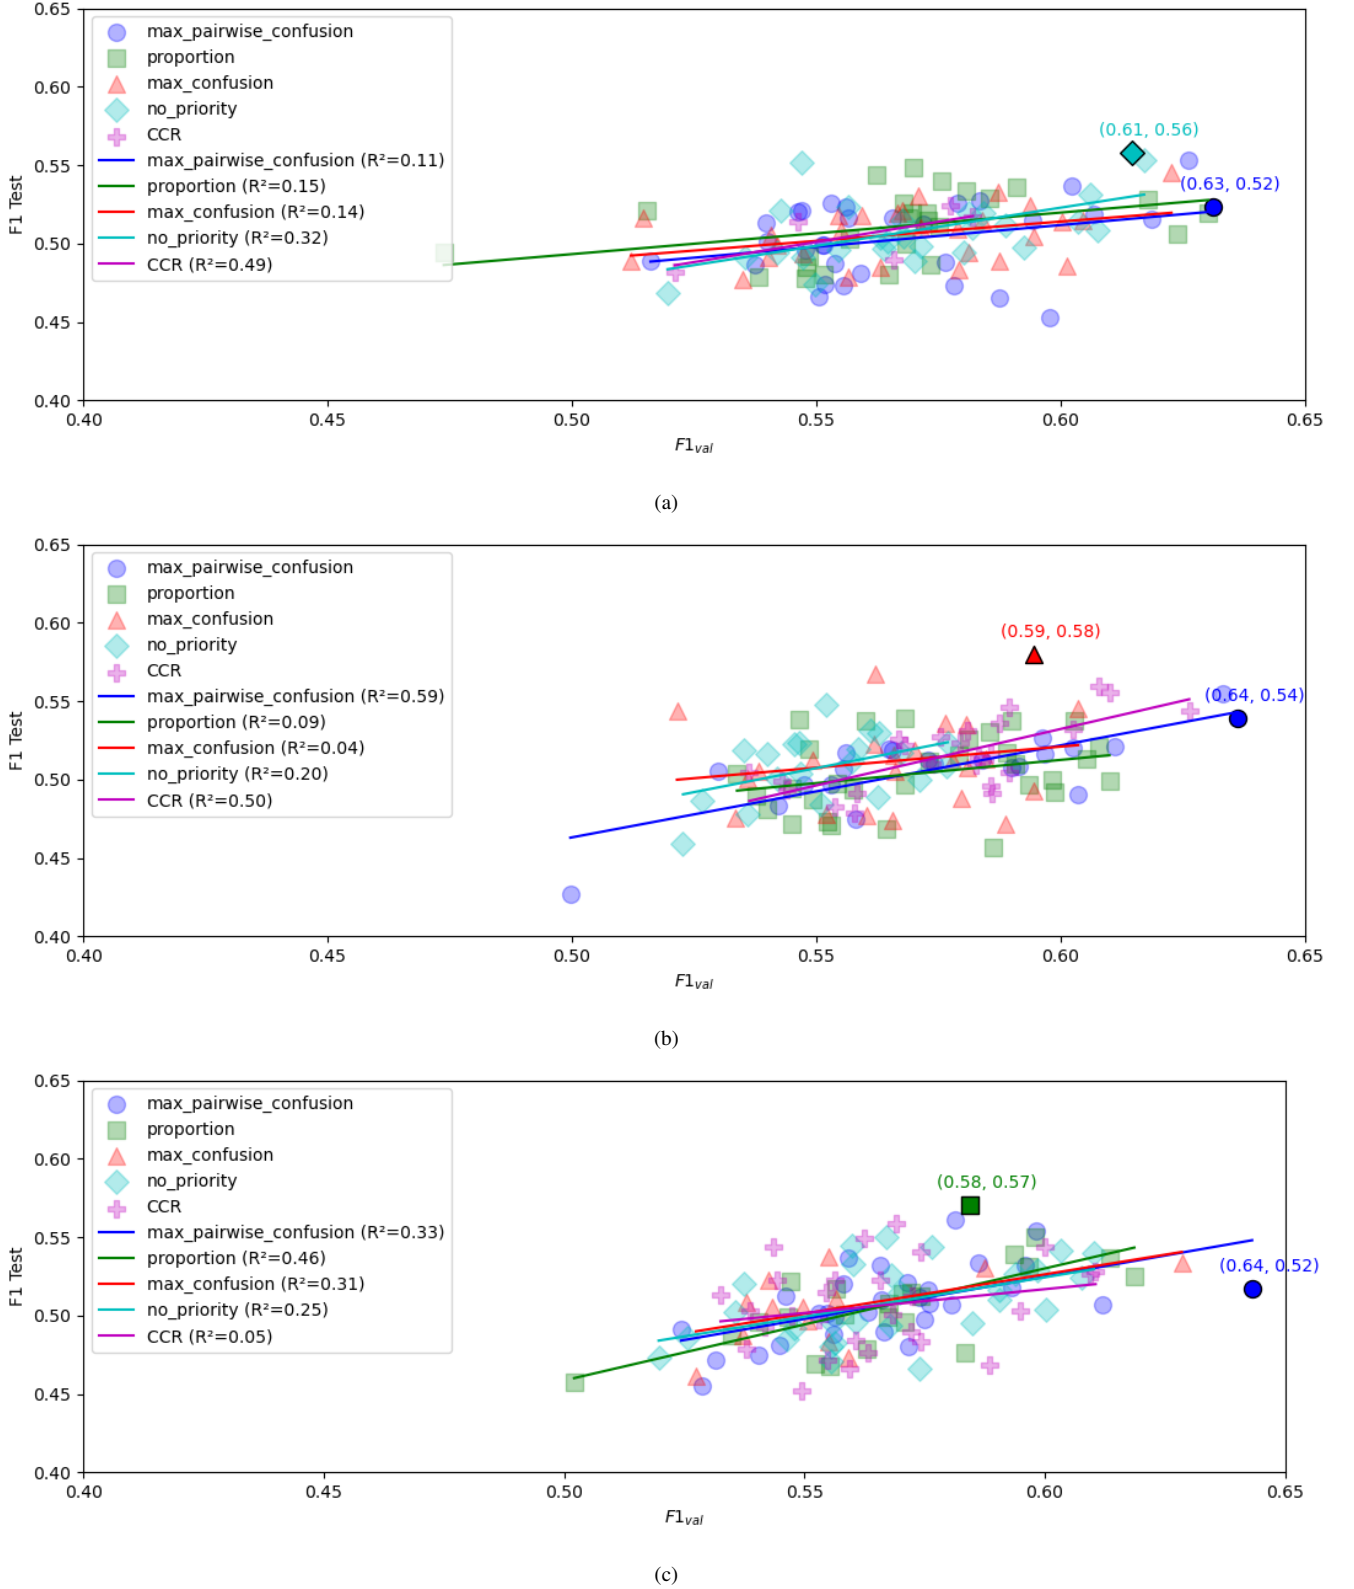 0.65
0.60
0.55
0.50
0.45
0.40
F1 Test
max_pairwise_confusion
proportion
max_confusion
no_priority
CCR
max_pairwise_confusion (R²=0.11)
proportion (R²=0.15)
max_confusion (R²=0.14)
no_priority (R²=0.32)
CCR (R²=0.49)
(0.61, 0.56)
(0.63, 0.52)
0.40 0.45 0.50 0.55 0.60 0.65
F1val
(a)
0.65
0.60
0.55
0.50
0.45
0.40
F1 Test
max_pairwise_confusion
proportion
max_confusion
no_priority
CCR
max_pairwise_confusion (R²=0.59)
proportion (R²=0.09)
max_confusion (R²=0.04)
no_priority (R²=0.20)
CCR (R²=0.50)
(0.59, 0.58)
(0.64, 0.54)
0.40 0.45 0.50 0.55 0.60 0.65
F1val
(b)
0.65
0.60
0.55
0.50
0.45
0.40
F1 Test
max_pairwise_confusion
proportion
max_confusion
no_priority
CCR
max_pairwise_confusion (R²=0.33)
proportion (R²=0.46)
max_confusion (R²=0.31)
no_priority (R²=0.25)
CCR (R²=0.05)
(0.58, 0.57)
(0.64, 0.52)
0.40 0.45 0.50 0.55 0.60 0.65
F1val
(c)